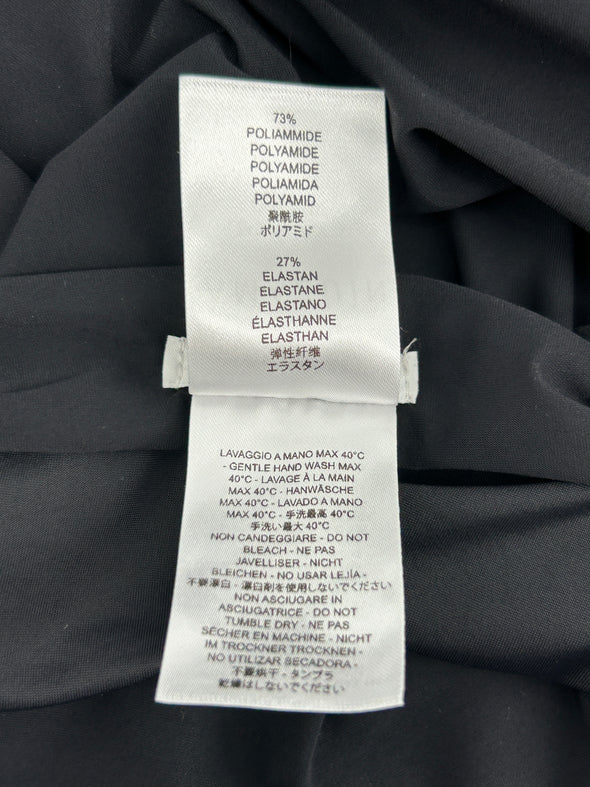 73%
POLIAMMIDE
POLYAMIDE
POLYAMIDE
POLIAMIDA
POLYAMID
聚酰胺
ポリアミド
27%
ELASTAN
ELASTANE
ELASTANO
ÉLASTHANNE
ELASTHAN
弹性纤维
エラスタン
LAVAGGIO A MANO MAX 40°C
- GENTLE HAND WASH MAX
40°C - LAVAGE À LA MAIN
MAX 40°C - HANWÄSCHE
MAX 40°C - LAVADO A MANO
MAX 40°C - 手洗最高 40°C
手洗い最大 40°C
NON CANDEGGIARE - DO NOT
BLEACH - NE PAS
JAVELLISER - NICHT
BLEICHEN - NO USAR LEJÍA -
不要漂白 - 漂白剤を使用しないでください
NON ASCIUGARE IN
ASCIUGATRICE - DO NOT
TUMBLE DRY - NE PAS
SÉCHER EN MACHINE - NICHT
IM TROCKNER TROCKNEN -
NO UTILIZAR SECADORA -
不要烘干 - タンブラ
乾燥はしないでください